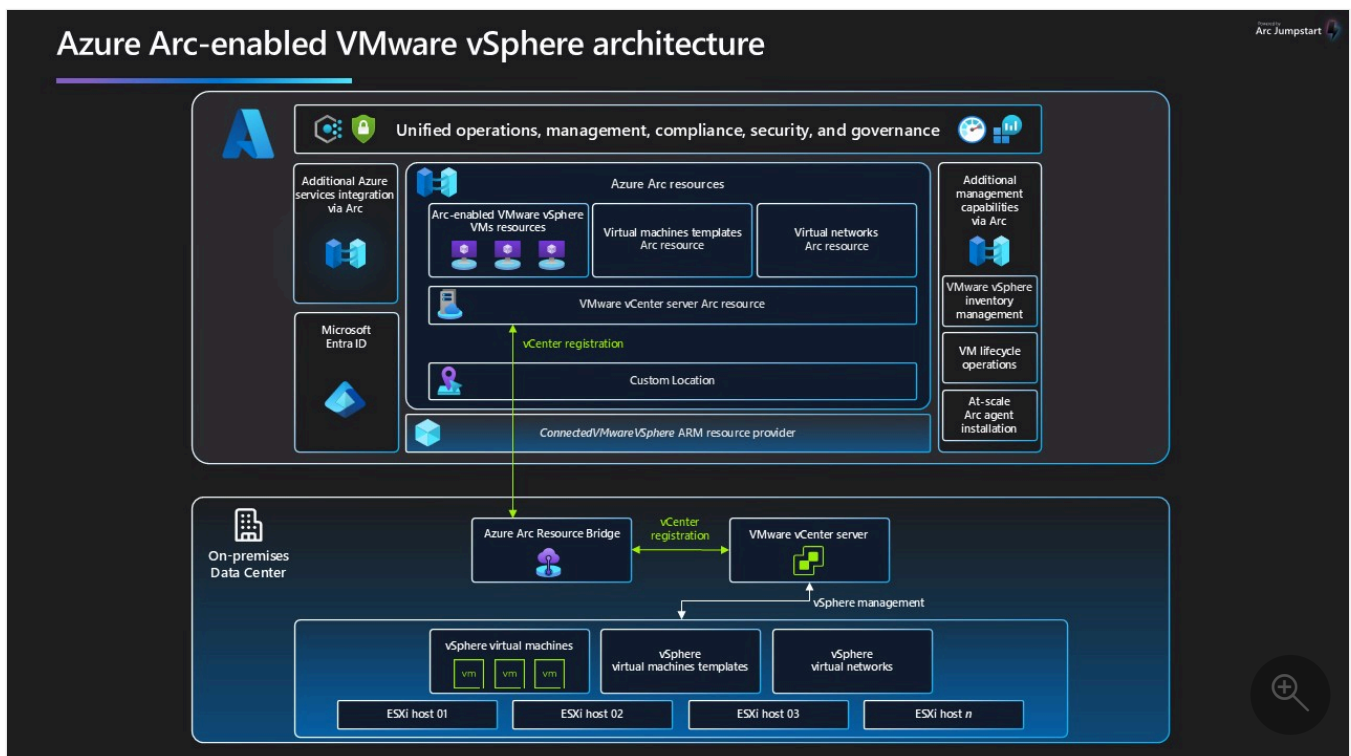 Azure Arc-enabled VMware vSphere architecture
Powered by
Arc Jumpstart
Unified operations, management, compliance, security, and governance
Additional Azure
services integration
via Arc
Microsoft
Entra ID
Azure Arc resources
Arc-enabled VMware vSphere
VMs resources
Virtual machines templates
Arc resource
Virtual networks
Arc resource
VMware vCenter server Arc resource
vCenter registration
Custom Location
ConnectedVMwareVSphere ARM resource provider
Additional
management
capabilities
via Arc
VMware vSphere
inventory
management
VM lifecycle
operations
At-scale
Arc agent
installation
On-premises
Data Center
Azure Arc Resource Bridge
vCenter
registration
VMware vCenter server
vSphere management
vSphere virtual machines
vm vm vm
vSphere
virtual machines templates
vSphere
virtual networks
ESXi host 01
ESXi host 02
ESXi host 03
ESXi host n